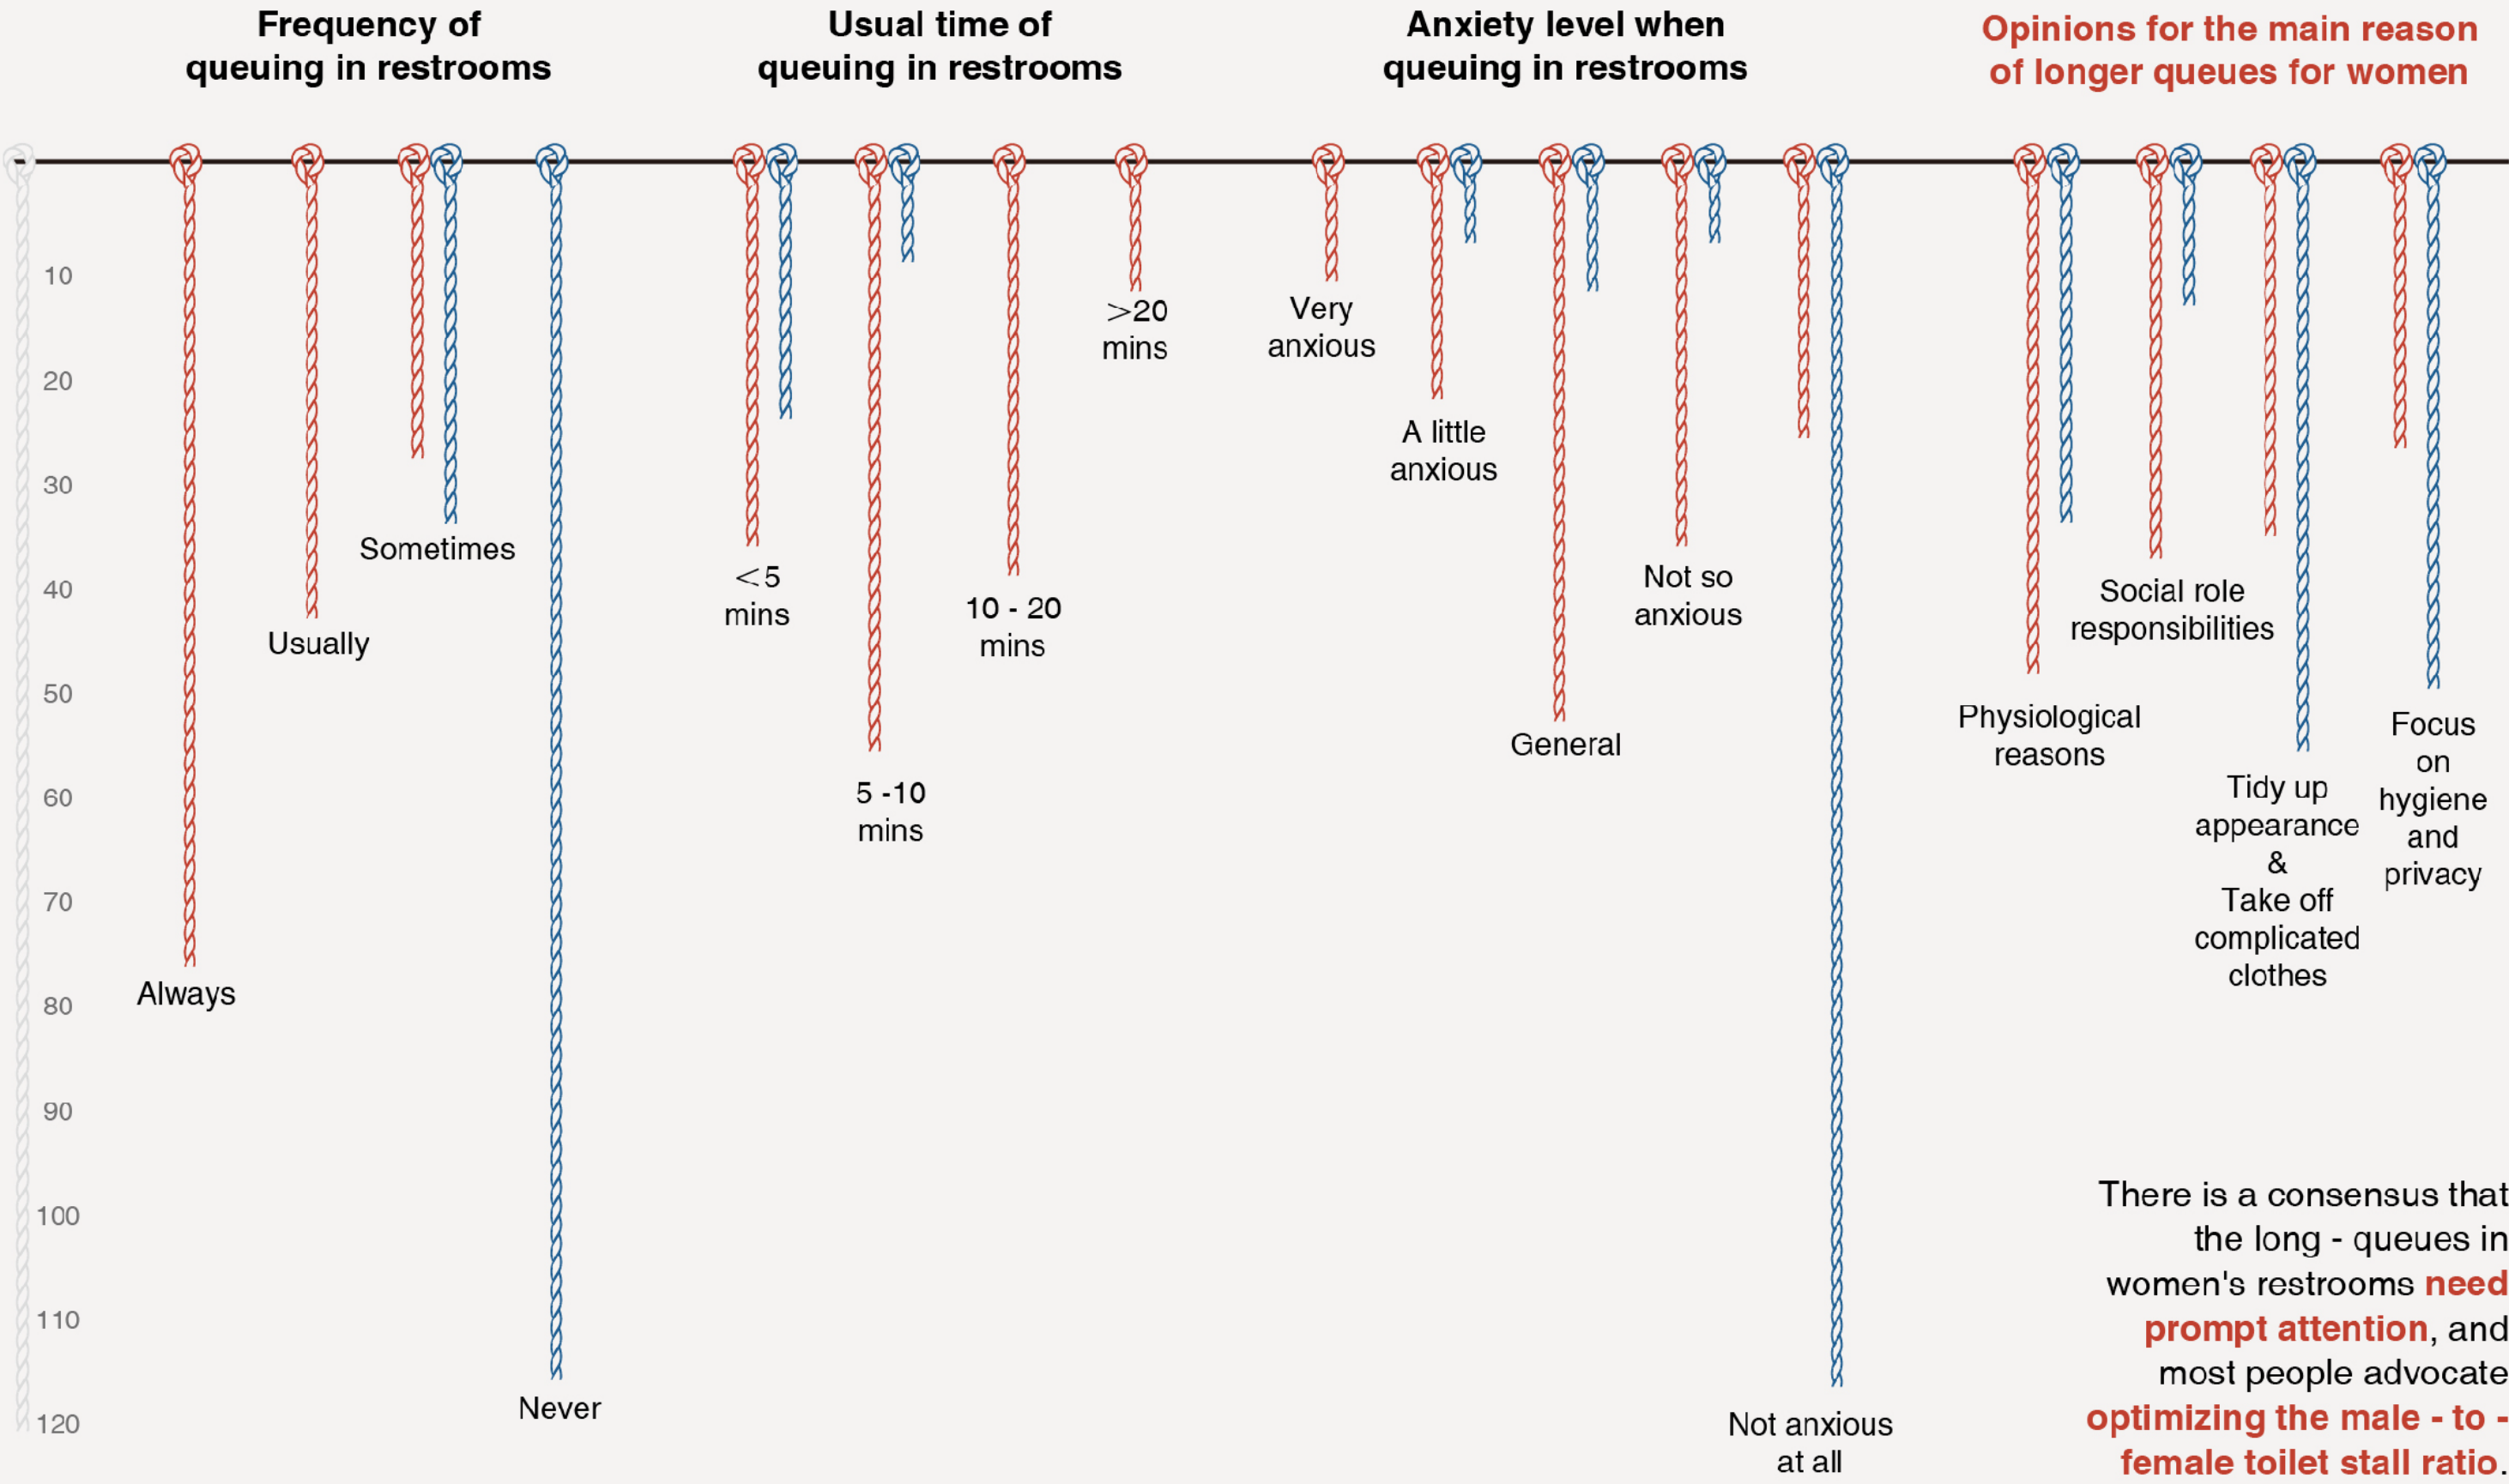 Frequency of
queuing in restrooms
Usual time of
queuing in restrooms
Anxiety level when
queuing in restrooms
Opinions for the main reason
of longer queues for women
10
20
30
40
50
60
70
80
90
100
110
120
Always
Usually
Sometimes
Never
<5
mins
5 -10
mins
10 - 20
mins
>20
mins
Very
anxious
A little
anxious
General
Not so
anxious
Not anxious
at all
Physiological
reasons
Social role
responsibilities
Tidy up
appearance
&
Take off
complicated
clothes
Focus
on
hygiene
and
privacy
There is a consensus that
the long - queues in
women's restrooms need
prompt attention, and
most people advocate
optimizing the male - to -
female toilet stall ratio.